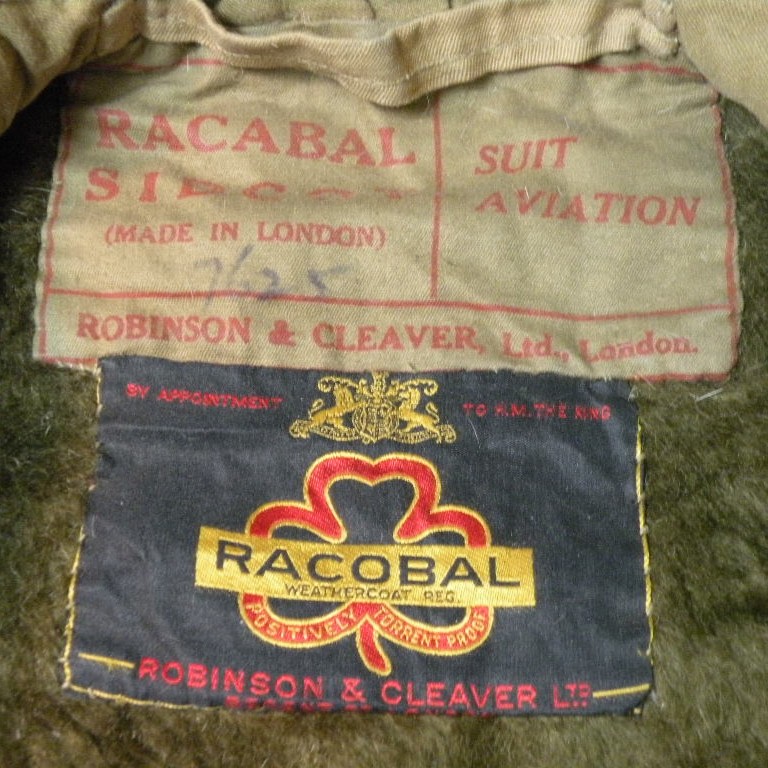 RACABAL
SUIT
AVIATION
(MADE IN LONDON)
ROBINSON & CLEAVER, Ltd., London.
BY APPOINTMENT TO H.M. THE KING
RACOBAL
WEATHERCOAT REG.
POSITIVELY TORRENT PROOF
ROBINSON & CLEAVER LTD